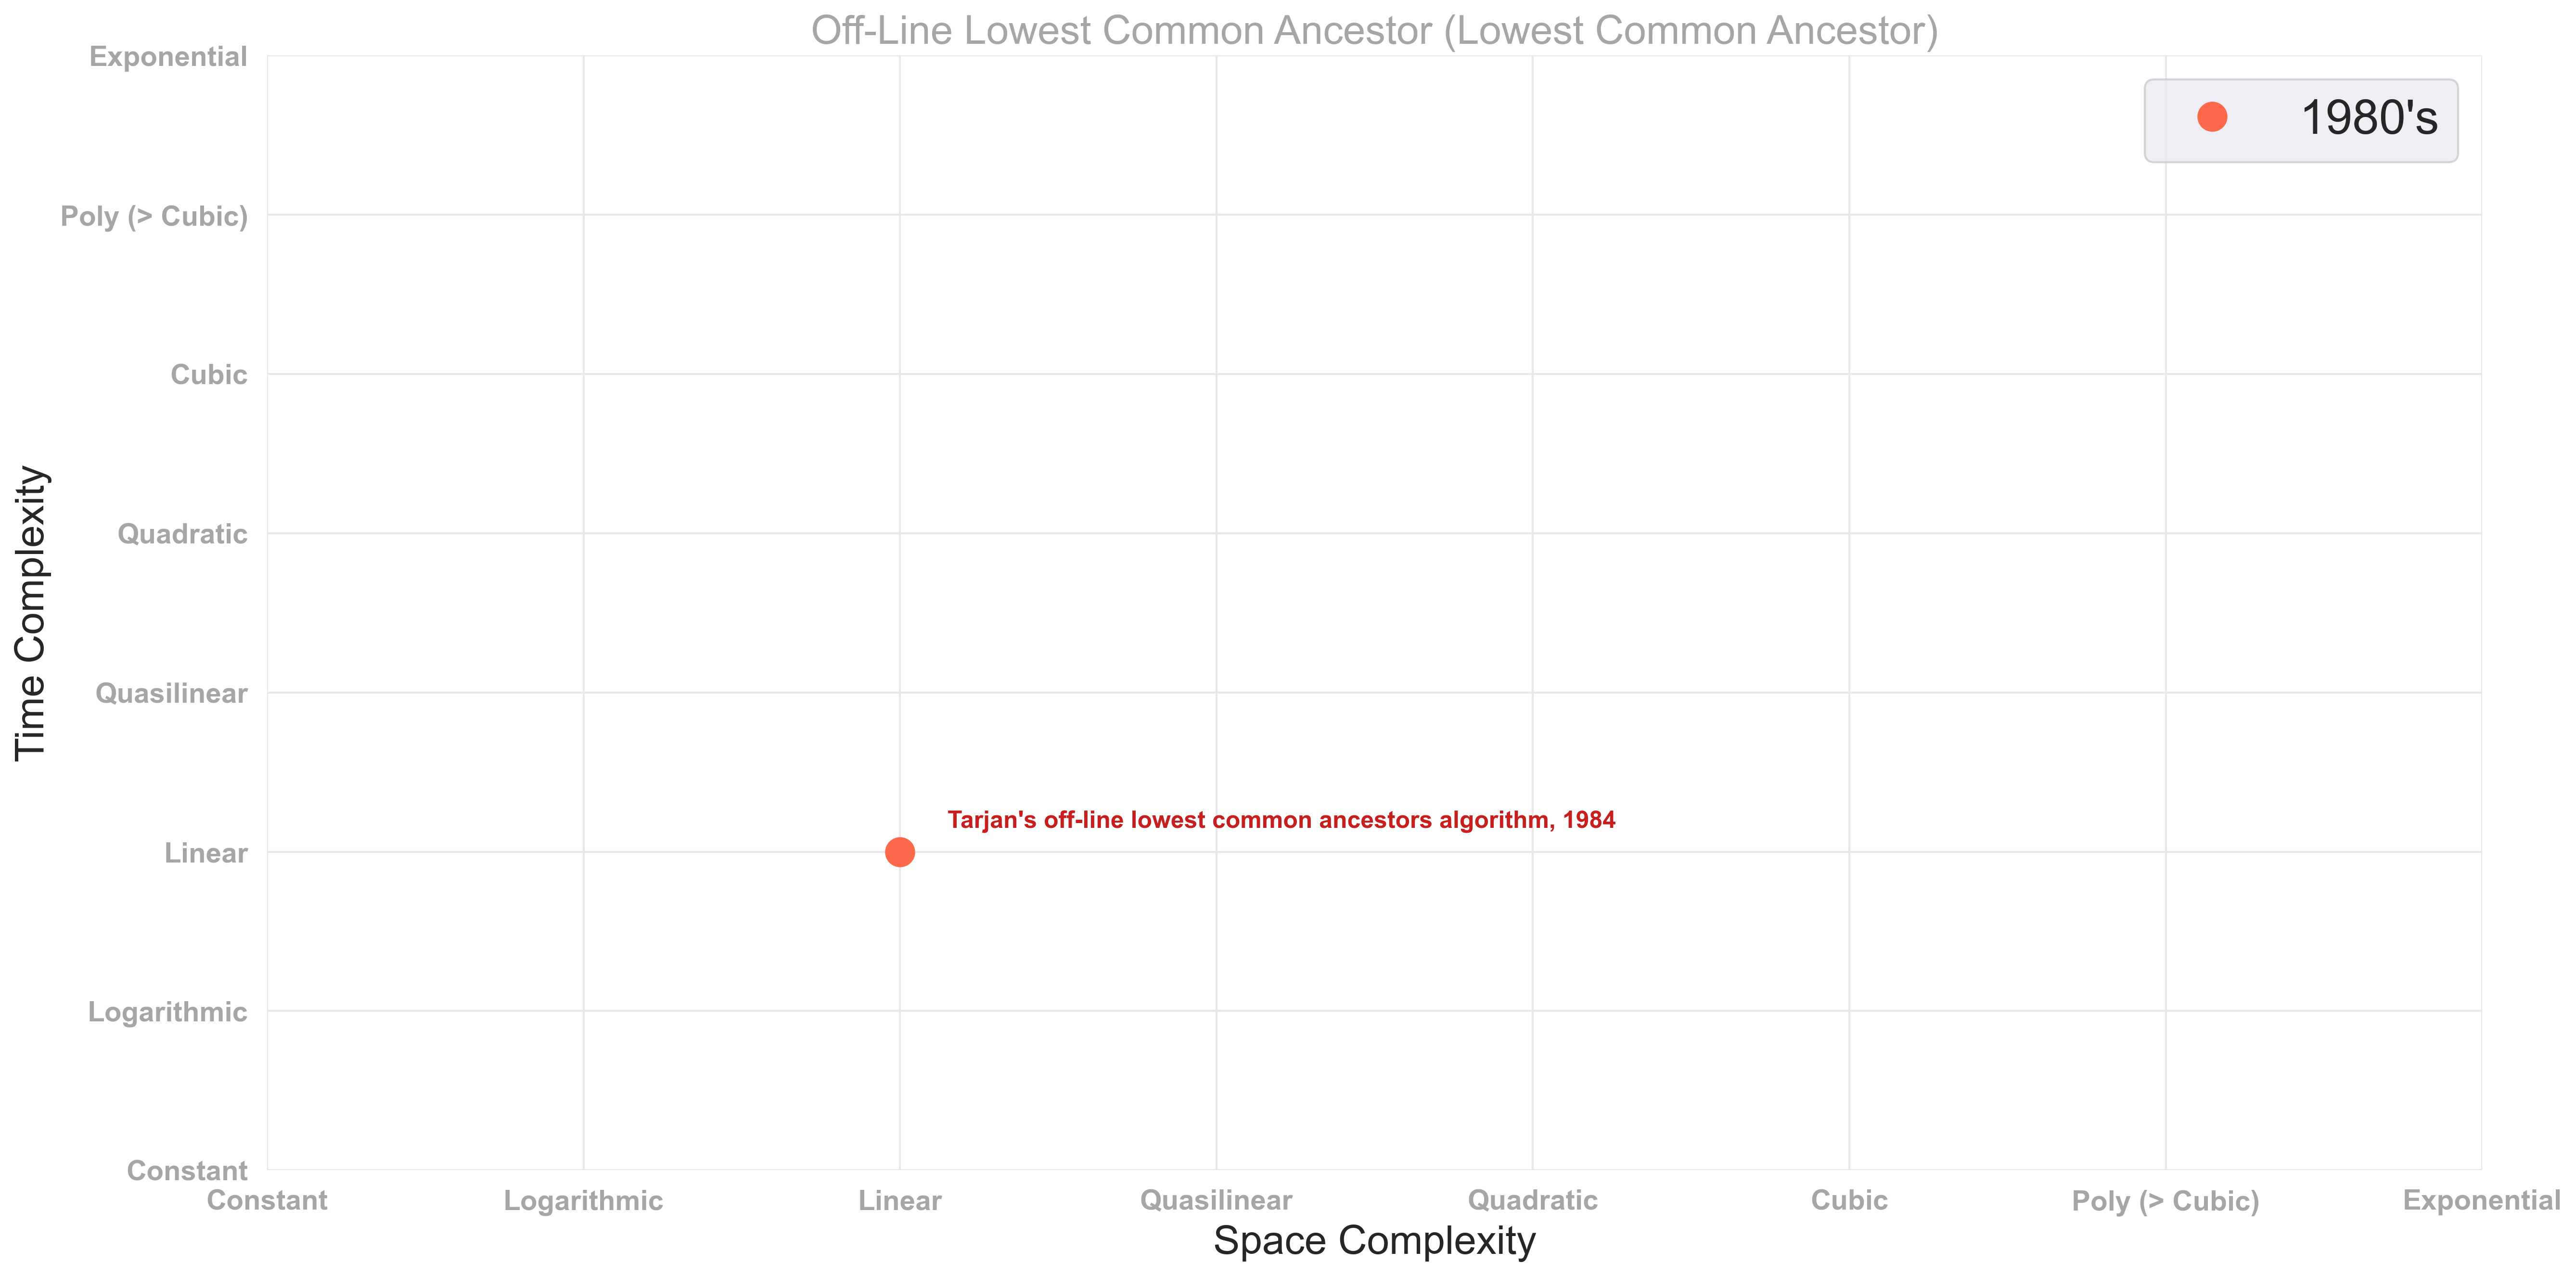 Off-Line Lowest Common Ancestor (Lowest Common Ancestor)
1980's
Time Complexity
Exponential
Poly (> Cubic)
Cubic
Quadratic
Quasilinear
Linear
Logarithmic
Constant
Tarjan's off-line lowest common ancestors algorithm, 1984
Constant Logarithmic Linear Quasilinear Quadratic Cubic Poly (> Cubic) Exponential
Space Complexity